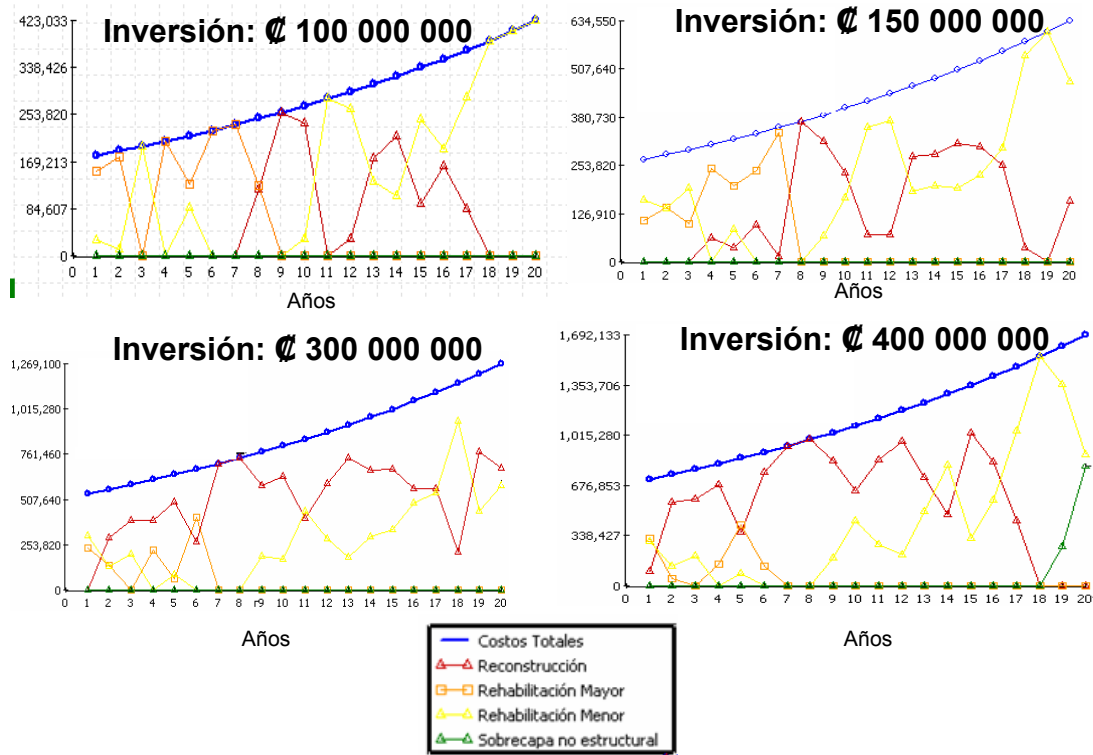 Inversión: ₡ 100 000 000
423,033
338,426
253,820
169,213
84,607
0
0 1 2 3 4 5 6 7 8 9 10 11 12 13 14 15 16 17 18 19 20
Años
Inversión: ₡ 150 000 000
634,550
507,640
380,730
253,820
126,910
0
0 1 2 3 4 5 6 7 8 9 10 11 12 13 14 15 16 17 18 19 20
Años
Inversión: ₡ 300 000 000
1,269,100
1,015,280
761,460
507,640
253,820
0
0 1 2 3 4 5 6 7 8 r9 10 11 12 13 14 15 16 17 18 19 20
Años
Inversión: ₡ 400 000 000
1,692,133
1,353,706
1,015,280
676,853
338,427
0
0 1 2 3 4 5 6 7 8 9 10 11 12 13 14 15 16 17 18 19 20
Años
Costos Totales
Reconstrucción
Rehabilitación Mayor
Rehabilitación Menor
Sobrecapa no estructural